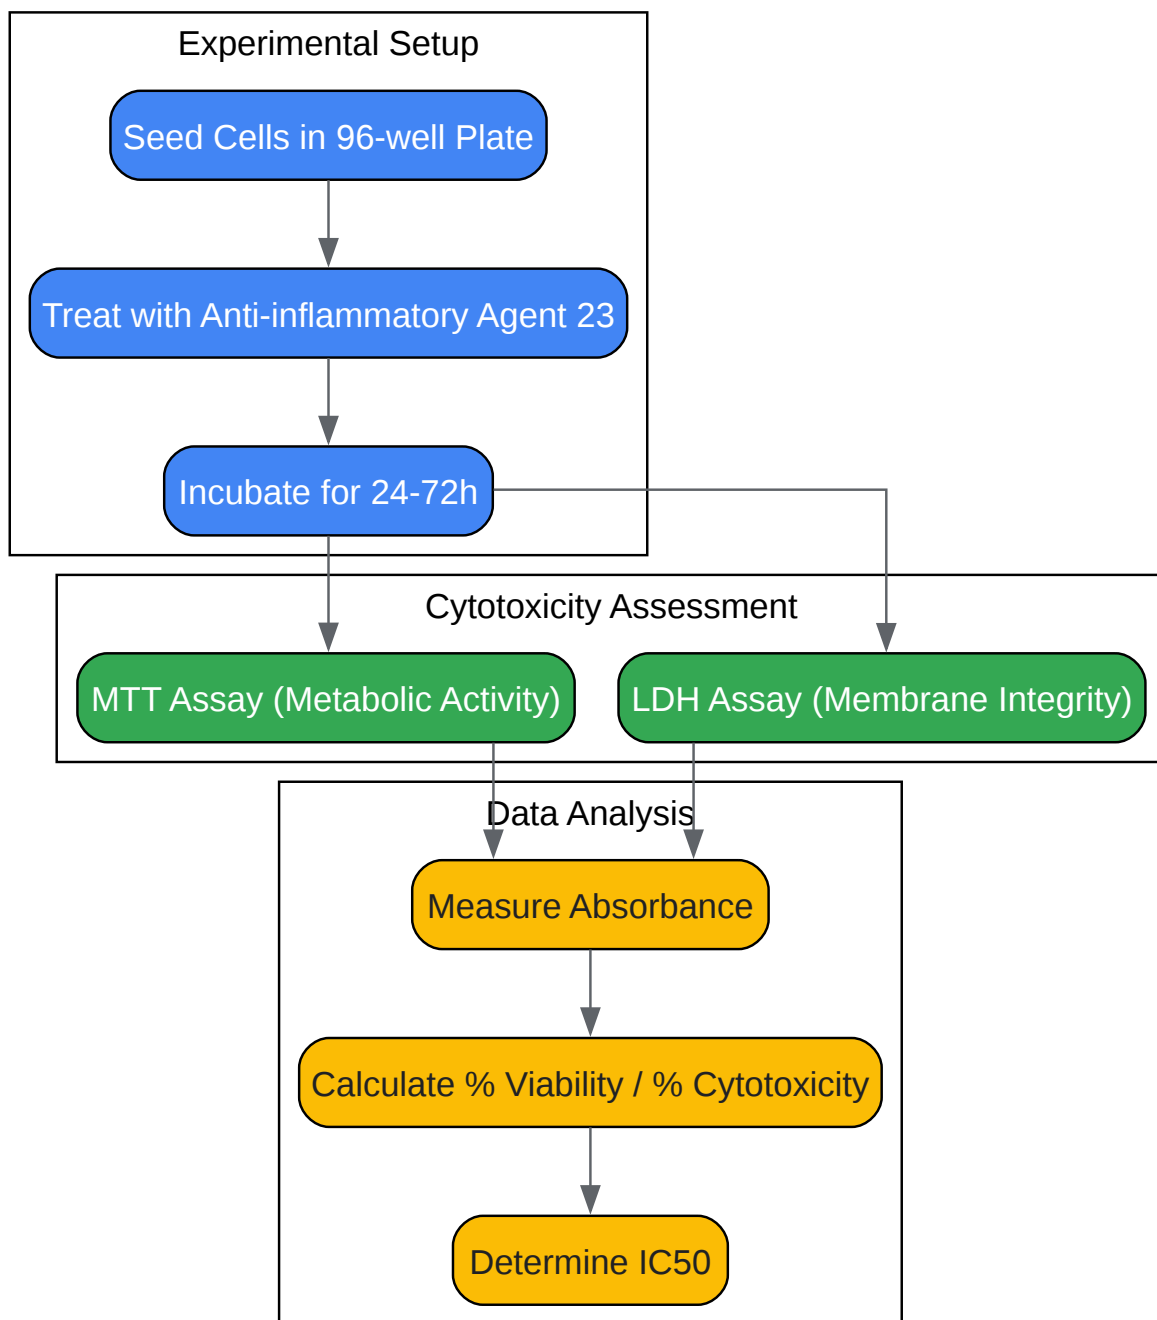 Experimental Setup
Seed Cells in 96-well Plate
Treat with Anti-inflammatory Agent 23
Incubate for 24-72h
Cytotoxicity Assessment
MTT Assay (Metabolic Activity)
LDH Assay (Membrane Integrity)
Data Analysis
Measure Absorbance
Calculate % Viability / % Cytotoxicity
Determine IC50